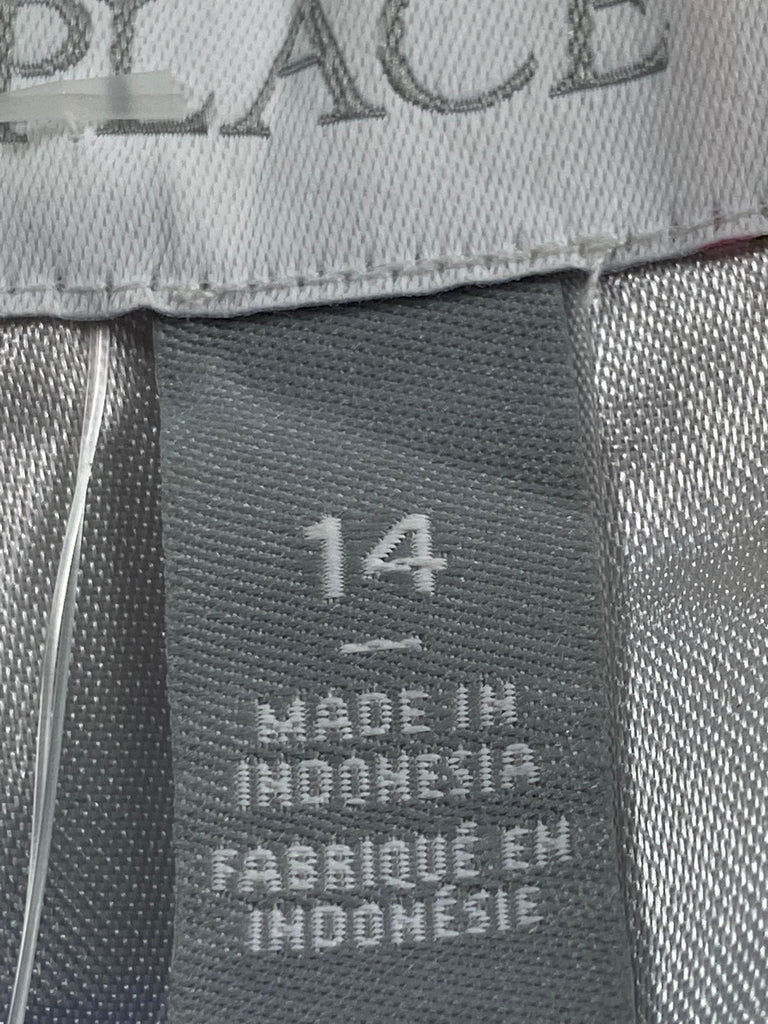 PLACE
14
MADE IN
INDONESIA
FABRIQUÉ EN
INDONÉSIE